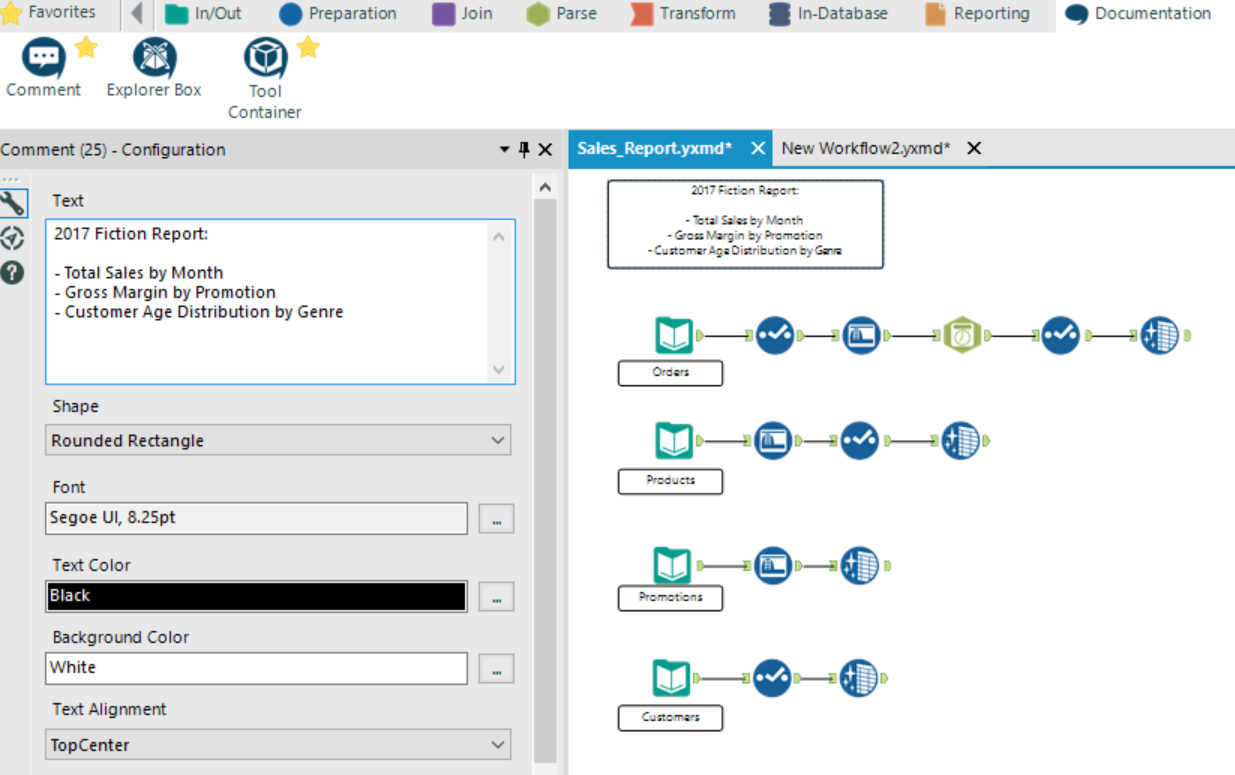 Favorites
In/Out
Preparation
Join
Parse
Transform
In-Database
Reporting
Documentation
Comment
Explorer Box
Tool
Container
Comment (25) - Configuration
Sales_Report.yxmd*
New Workflow2.yxmd*
Text
2017 Fiction Report:
- Total Sales by Month
- Gross Margin by Promotion
- Customer Age Distribution by Genre
Shape
Rounded Rectangle
Font
Segoe UI, 8.25pt
...
Text Color
Black
...
Background Color
White
...
Text Alignment
TopCenter
2017 Fiction Report:
- Total Sales by Month
- Gross Margin by Promotion
- Customer Age Distribution by Genre
Orders
Products
Promotions
Customers